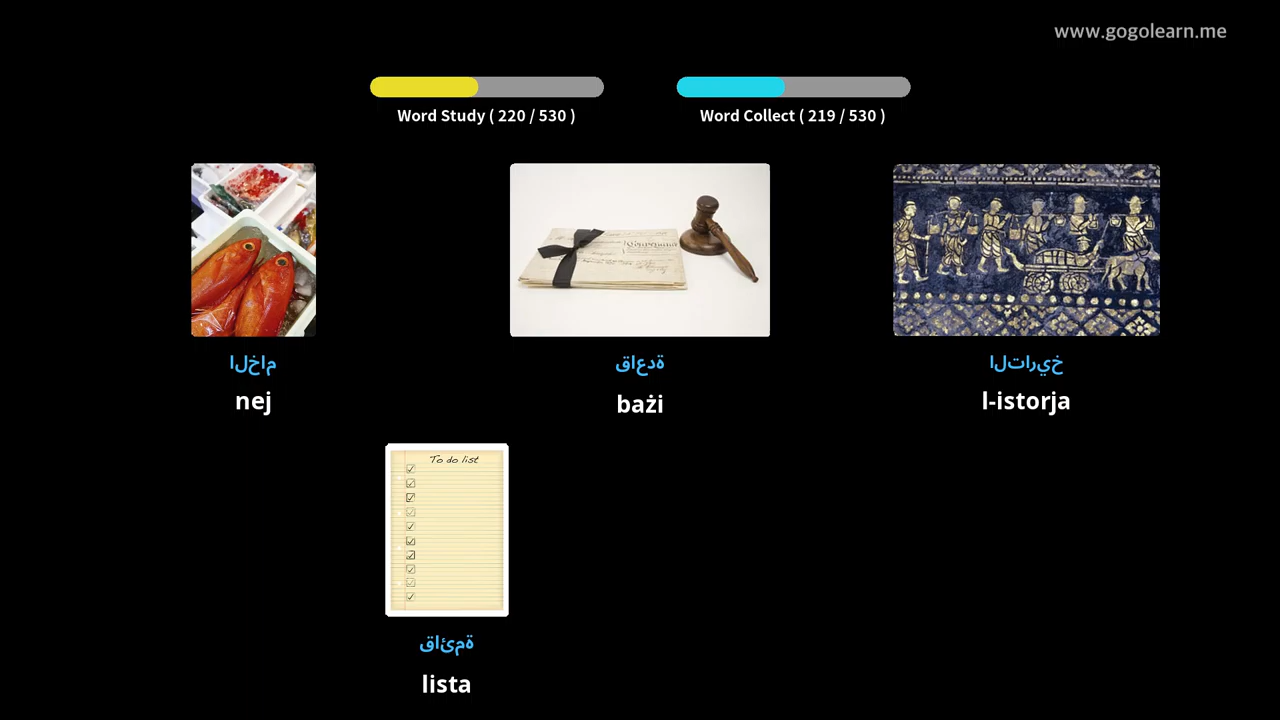 www.gogolearn.me
Word Study ( 220 / 530 )
Word Collect ( 219 / 530 )
الخام
nej
قاعدة
bażi
التاريخ
l-istorja
To do list
قائمة
lista